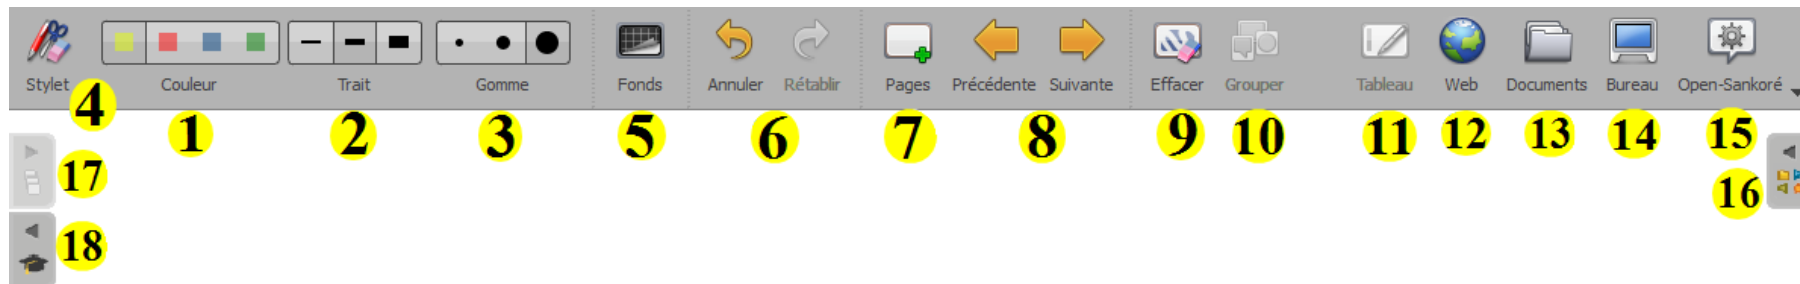 Stylet Couleur Trait Gomme Fonds Annuler Rétablir Pages Précédente Suivante Effacer Grouper Tableau Web Documents Bureau Open-Sankoré
4 1 2 3 5 6 7 8 9 10 11 12 13 14 15
17 16
18